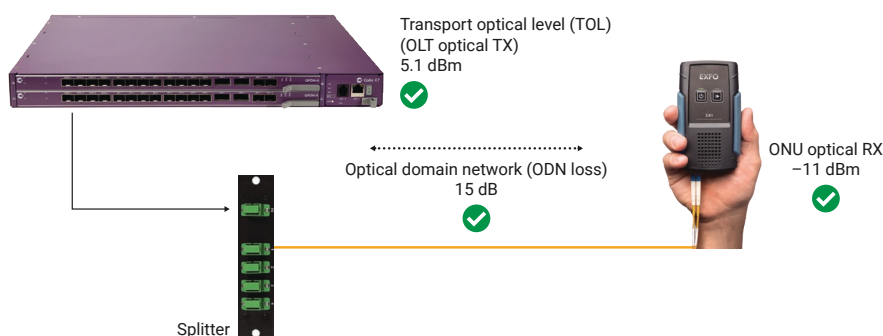 Transport optical level (TOL)
(OLT optical TX)
5.1 dBm
EXFO
ONU optical RX
–11 dBm
Optical domain network (ODN loss)
15 dB
Splitter